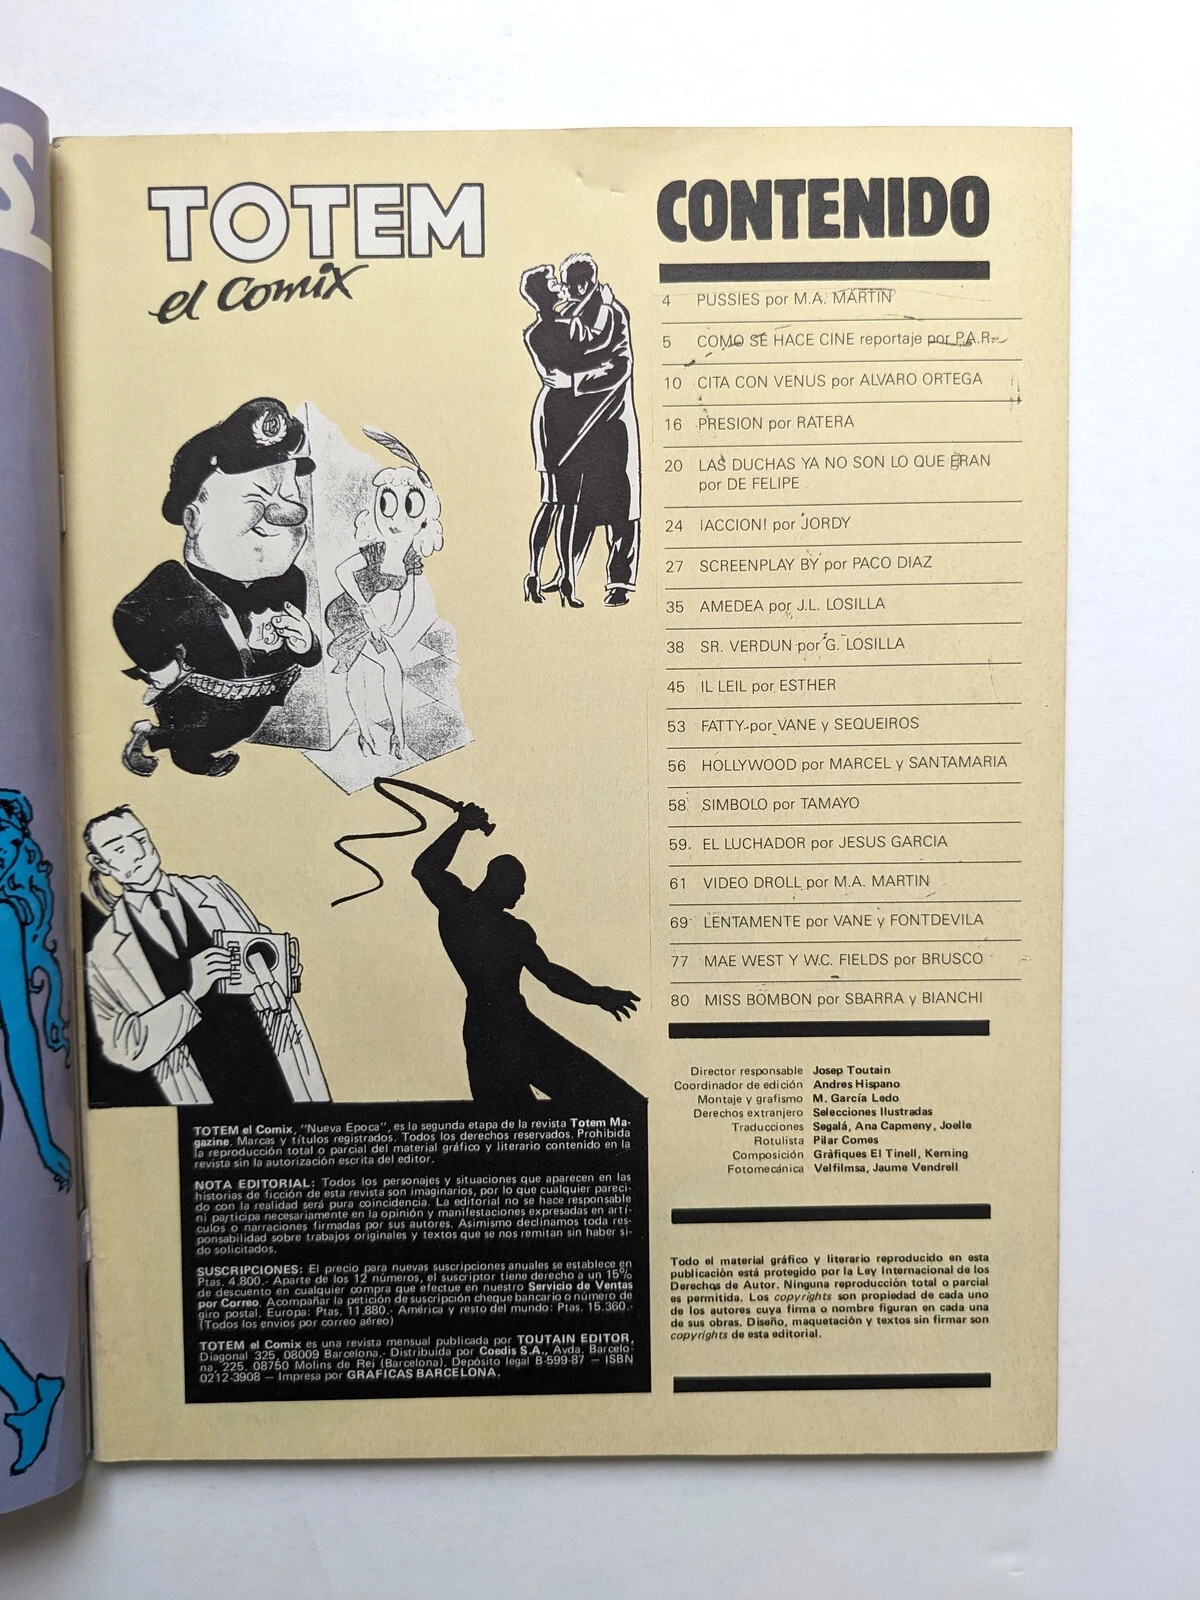 S
TOTEM
el Comix
CONTENIDO
4 PUSSIES por M.A. MARTIN
5 COMO SE HACE CINE reportaje por P.A.R.
10 CITA CON VENUS por ALVARO ORTEGA
16 PRESION por RATERA
20 LAS DUCHAS YA NO SON LO QUE ERAN
por DE FELIPE
24 ¡ACCION! por JORDY
27 SCREENPLAY BY por PACO DIAZ
35 AMEDEA por J.L. LOSILLA
38 SR. VERDUN por G. LOSILLA
45 IL LEIL por ESTHER
53 FATTY por VANE y SEQUEIROS
56 HOLLYWOOD por MARCEL y SANTAMARIA
58 SIMBOLO por TAMAYO
59. EL LUCHADOR por JESUS GARCIA
61 VIDEO DROLL por M.A. MARTIN
69 LENTAMENTE por VANE y FONTDEVILA
77 MAE WEST Y W.C. FIELDS por BRUSCO
80 MISS BOMBON por SBARRA y BIANCHI
Director responsable Josep Toutain
Coordinador de edición Andres Hispano
Montaje y grafismo M. García Ledo
Derechos extranjero Selecciones Ilustradas
Traducciones Segalá, Ana Capmeny, Joelle
Rotulista Pilar Comes
Composición Gráfiques El Tinell, Kerning
Fotomecánica Velfilmsa, Jaume Vendrell
Todo el material gráfico y literario reproducido en esta
publicación está protegido por la Ley Internacional de los
Derechos de Autor. Ninguna reproducción total o parcial
es permitida. Los copyrights son propiedad de cada uno
de los autores cuya firma o nombre figuran en cada una
de sus obras. Diseño, maquetación y textos sin firmar son
copyrights de esta editorial.
TOTEM el Comix, "Nueva Epoca", es la segunda etapa de la revista Totem Ma-
gazine. Marcas y títulos registrados. Todos los derechos reservados. Prohibida
la reproducción total o parcial del material gráfico y literario contenido en la
revista sin la autorización escrita del editor.
NOTA EDITORIAL: Todos los personajes y situaciones que aparecen en las
historias de ficción de esta revista son imaginarios, por lo que cualquier pareci-
do con la realidad será pura coincidencia. La editorial no se hace responsable
ni participa necesariamente en la opinión y manifestaciones expresadas en artí-
culos o narraciones firmadas por sus autores. Asimismo declinamos toda res-
ponsabilidad sobre trabajos originales y textos que se nos remitan sin haber si-
do solicitados.
SUSCRIPCIONES: El precio para nuevas suscripciones anuales se establece en
Ptas. 4.800.- Aparte de los 12 números, el suscriptor tiene derecho a un 15%
de descuento en cualquier compra que efectue en nuestro Servicio de Ventas
por Correo. Acompañar la petición de suscripción cheque bancario o número de
giro postal. Europa: Ptas. 11.880.- América y resto del mundo: Ptas. 15.360.-
(Todos los envios por correo aéreo)
TOTEM el Comix es una revista mensual publicada por TOUTAIN EDITOR,
Diagonal 325, 08009 Barcelona.- Distribuida por Coedis S.A., Avda. Barcelo-
na, 225. 08750 Molins de Rei (Barcelona). Depósito legal B-599-87 — ISBN
0212-3908 — Impresa por GRAFICAS BARCELONA.